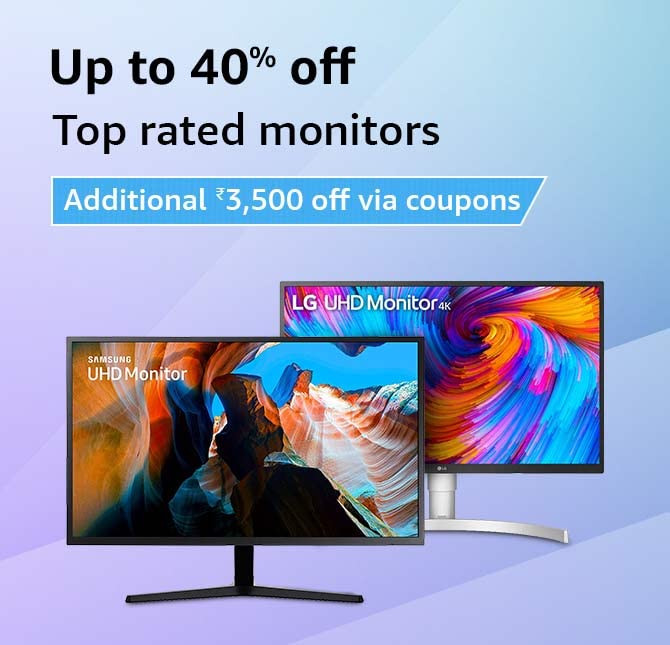 Up to 40% off
Top rated monitors
Additional ₹3,500 off via coupons
LG UHD Monitor 4K
SAMSUNG
UHD Monitor
LG